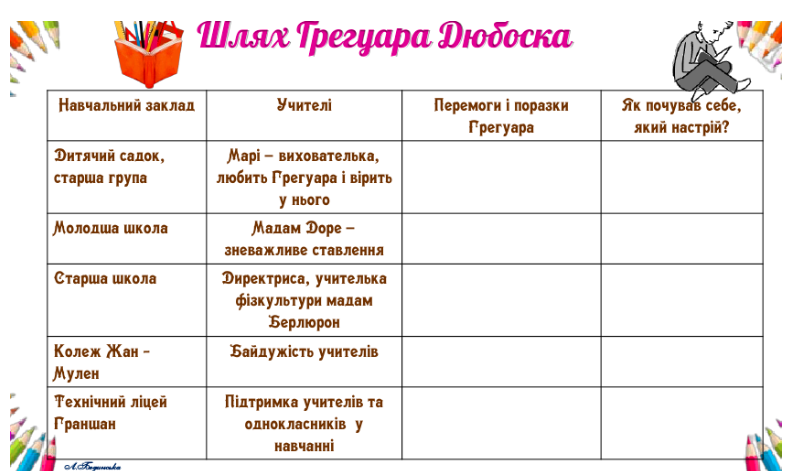 Шлях Грегуара Дюбоска
Навчальний заклад
Учителі
Перемоги і поразки
Грегуара
Як почував себе,
який настрій?
Дитячий садок,
старша група
Марі – вихователька,
любить Грегуара і вірить
у нього
Молодша школа
Мадам Доре –
зневажливе ставлення
Старша школа
Директриса, учителька
фізкультури мадам
Берлюрон
Колеж Жан -
Мулен
Байдужість учителів
Технічний ліцей
Граншан
Підтримка учителів та
однокласників у
навчанні